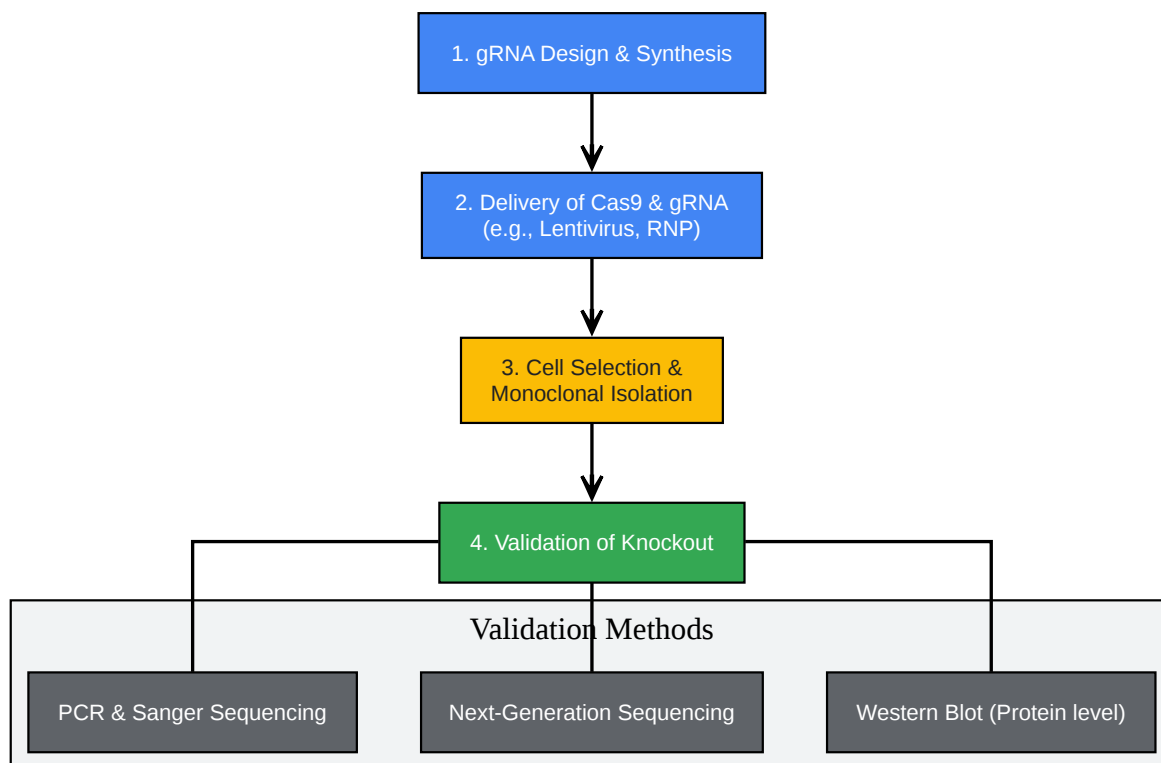 1. gRNA Design & Synthesis
2. Delivery of Cas9 & gRNA
(e.g., Lentivirus, RNP)
3. Cell Selection &
Monoclonal Isolation
4. Validation of Knockout
Validation Methods
PCR & Sanger Sequencing
Next-Generation Sequencing
Western Blot (Protein level)